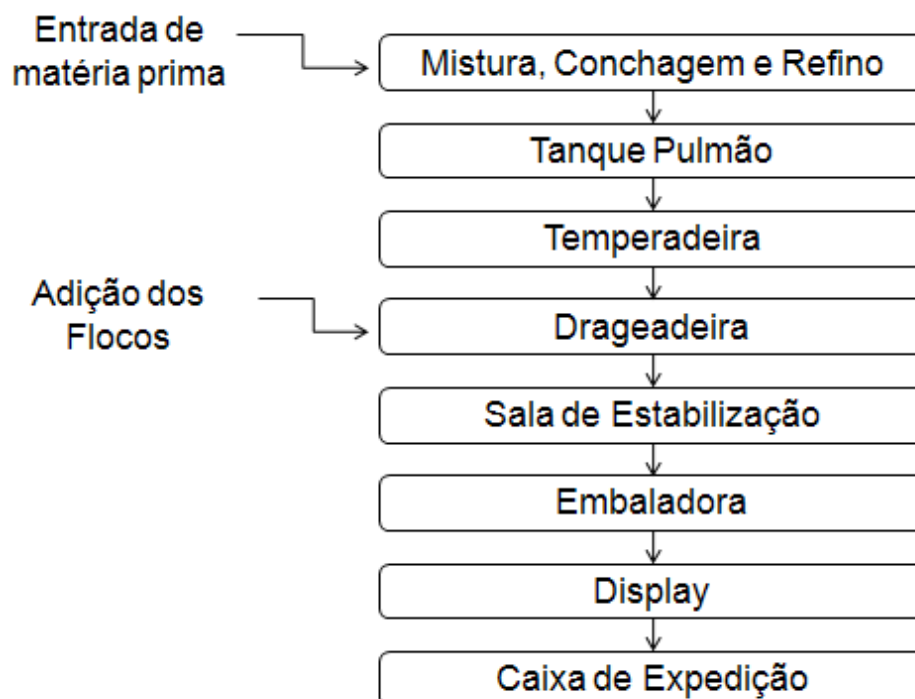 Entrada de
matéria prima
Mistura, Conchagem e Refino
Tanque Pulmão
Temperadeira
Adição dos
Flocos
Drageadeira
Sala de Estabilização
Embaladora
Display
Caixa de Expedição